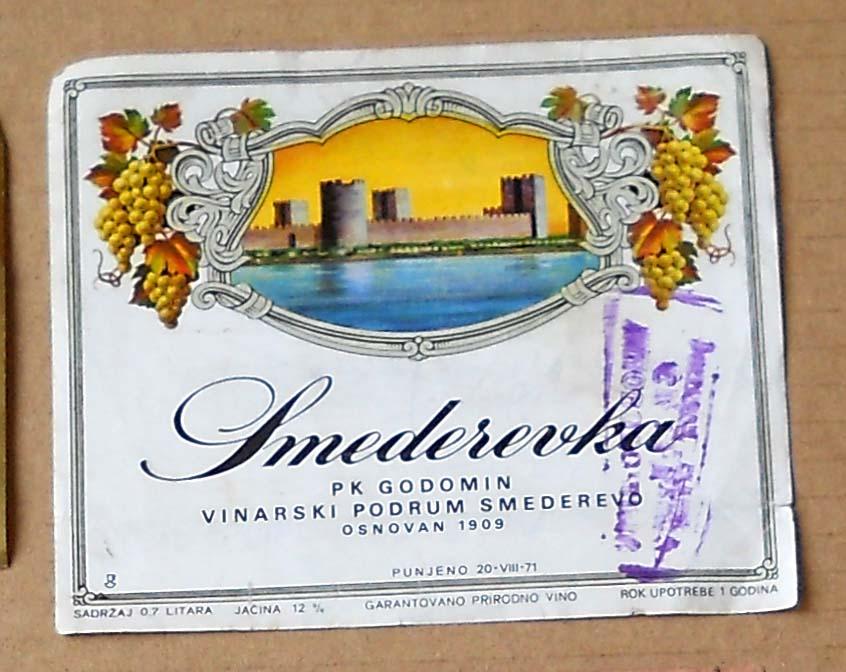 Smederevka
PK GODOMIN
VINARSKI PODRUM SMEDEREVO
OSNOVAN 1909
PUNJENO 20-VIII-71
SADRŽAJ 0.7 LITARA JAČINA 12 % GARANTOVANO PRIRODNO VINO ROK UPOTREBE 1 GODINA